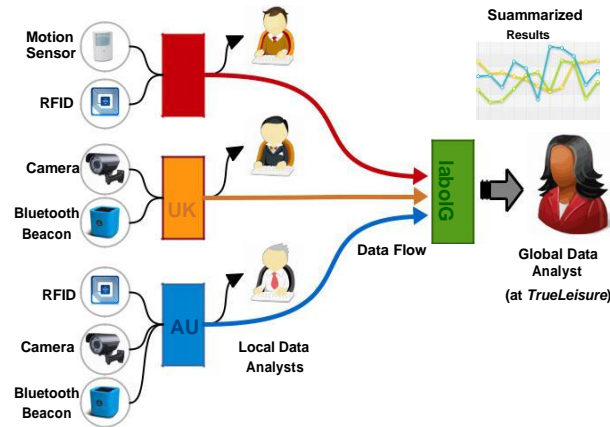 Motion
Sensor
RFID
Camera
Bluetooth
Beacon
RFID
Camera
Bluetooth
Beacon
UK
AU
Local Data
Analysts
Data Flow
labolG
Suammarized
Results
Global Data
Analyst
(at TrueLeisure)